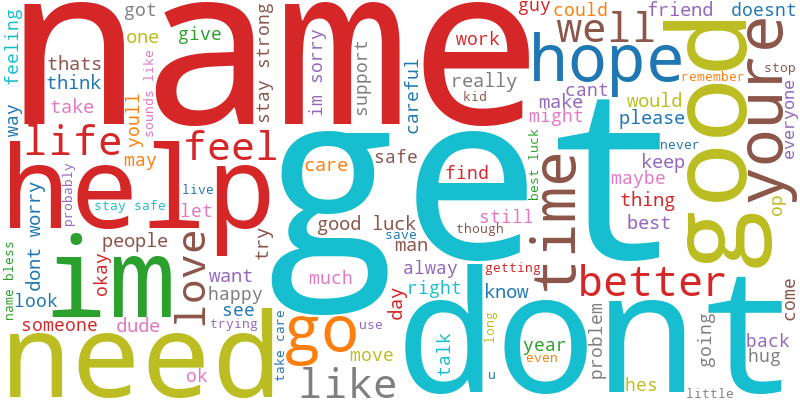 name
get
dont
help
need
good
im
youre
hope
time
life
feel
love
go
like
better
well
feeling
got
one
give
thats
think
take
way
youll
sounds like
may
stay strong
im sorry
support
careful
guy
could
friend
doesnt
work
really
kid
cant
make
might
would
please
remember
stop
everyone
never
keep
maybe
thing
best
op
best luck
care
safe
find
still
though
good luck
save
man
probably
live
stay safe
let
dont worry
people
try
okay
name bless
look
want
happy
see
trying
someone
dude
ok
take care
much
alway
right
getting
know
day
use
move
talk
long
u
year
even
problem
hes
going
little
back
hug
come